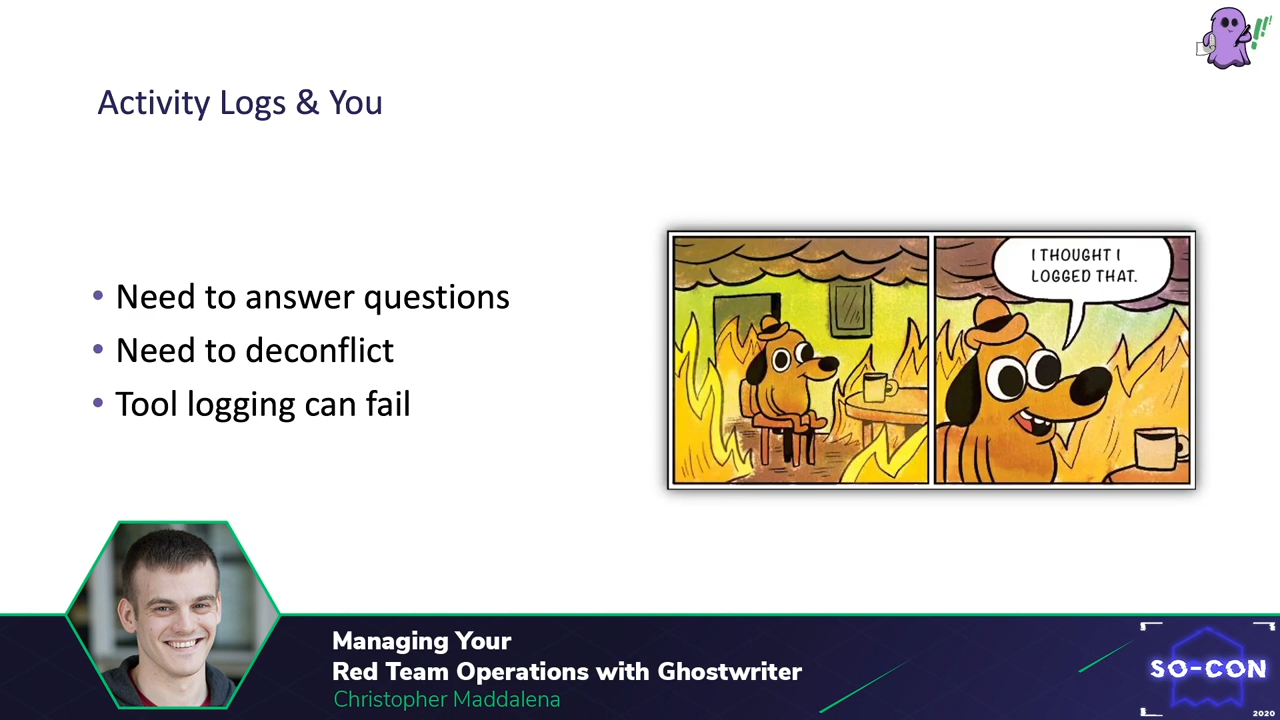 Activity Logs & You
• Need to answer questions
• Need to deconflict
• Tool logging can fail
I THOUGHT I
LOGGED THAT.
Managing Your
Red Team Operations with Ghostwriter
Christopher Maddalena
SO-CON
2020